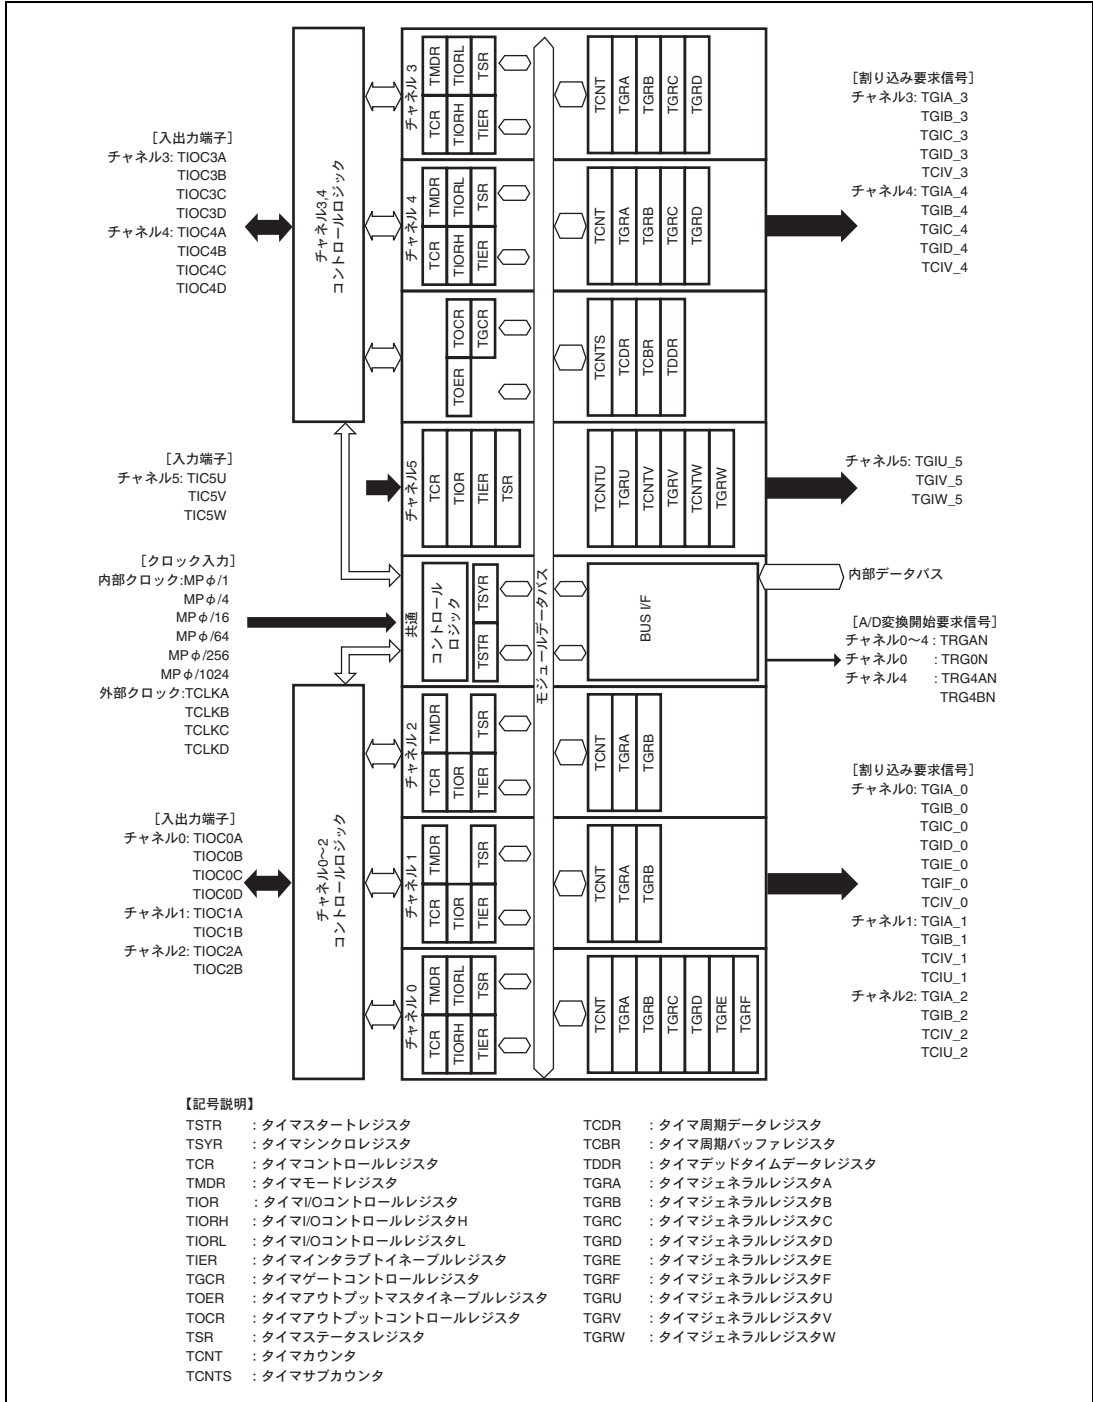 [入出力端子]
チャネル3: TIOC3A
TIOC3B
TIOC3C
TIOC3D
チャネル4: TIOC4A
TIOC4B
TIOC4C
TIOC4D
[入力端子]
チャネル5: TIC5U
TIC5V
TIC5W
[クロック入力]
内部クロック:MPφ/1
MPφ/4
MPφ/16
MPφ/64
MPφ/256
MPφ/1024
外部クロック:TCLKA
TCLKB
TCLKC
TCLKD
[入出力端子]
チャネル0: TIOC0A
TIOC0B
TIOC0C
TIOC0D
チャネル1: TIOC1A
TIOC1B
チャネル2: TIOC2A
TIOC2B
チャネル3,4
コントロールロジック
チャネル0~2
コントロールロジック
チャネル 3
TCR
TMDR
TIORH
TIORL
TIER
TSR
TCNT
TGRA
TGRB
TGRC
TGRD
チャネル 4
TCR
TMDR
TIORH
TIORL
TIER
TSR
TCNT
TGRA
TGRB
TGRC
TGRD
TOER
TOCR
TGCR
TCNTS
TCDR
TCBR
TDDR
チャネル5
TCR
TIOR
TIER
TSR
TCNTU
TGRU
TCNTV
TGRV
TCNTW
TGRW
共通
コントロール
ロジック
TSTR
TSYR
モジュールデータバス
BUS I/F
チャネル 2
TCR
TMDR
TIOR
TIER
TSR
TCNT
TGRA
TGRB
チャネル 1
TCR
TMDR
TIOR
TIER
TSR
TCNT
TGRA
TGRB
チャネル 0
TCR
TMDR
TIORH
TIORL
TIER
TSR
TCNT
TGRA
TGRB
TGRC
TGRD
TGRE
TGRF
[割り込み要求信号]
チャネル3: TGIA_3
TGIB_3
TGIC_3
TGID_3
TCIV_3
チャネル4: TGIA_4
TGIB_4
TGIC_4
TGID_4
TCIV_4
チャネル5: TGIU_5
TGIV_5
TGIW_5
内部データバス
[A/D変換開始要求信号]
チャネル0~4 : TRGAN
チャネル0 : TRG0N
チャネル4 : TRG4AN
TRG4BN
[割り込み要求信号]
チャネル0: TGIA_0
TGIB_0
TGIC_0
TGID_0
TGIE_0
TGIF_0
TCIV_0
チャネル1: TGIA_1
TGIB_1
TCIV_1
TCIU_1
チャネル2: TGIA_2
TGIB_2
TCIV_2
TCIU_2
【記号説明】
TSTR : タイマスタートレジスタ
TSYR : タイマシンクロレジスタ
TCR : タイマコントロールレジスタ
TMDR : タイマモードレジスタ
TIOR : タイマI/Oコントロールレジスタ
TIORH : タイマI/OコントロールレジスタH
TIORL : タイマI/OコントロールレジスタL
TIER : タイマインタラプトイネーブルレジスタ
TGCR : タイマゲートコントロールレジスタ
TOER : タイマアウトプットマスタイネーブルレジスタ
TOCR : タイマアウトプットコントロールレジスタ
TSR : タイマステータスレジスタ
TCNT : タイマカウンタ
TCNTS : タイマサブカウンタ
TCDR : タイマ周期データレジスタ
TCBR : タイマ周期バッファレジスタ
TDDR : タイマデッドタイムデータレジスタ
TGRA : タイマジェネラルレジスタA
TGRB : タイマジェネラルレジスタB
TGRC : タイマジェネラルレジスタC
TGRD : タイマジェネラルレジスタD
TGRE : タイマジェネラルレジスタE
TGRF : タイマジェネラルレジスタF
TGRU : タイマジェネラルレジスタU
TGRV : タイマジェネラルレジスタV
TGRW : タイマジェネラルレジスタW